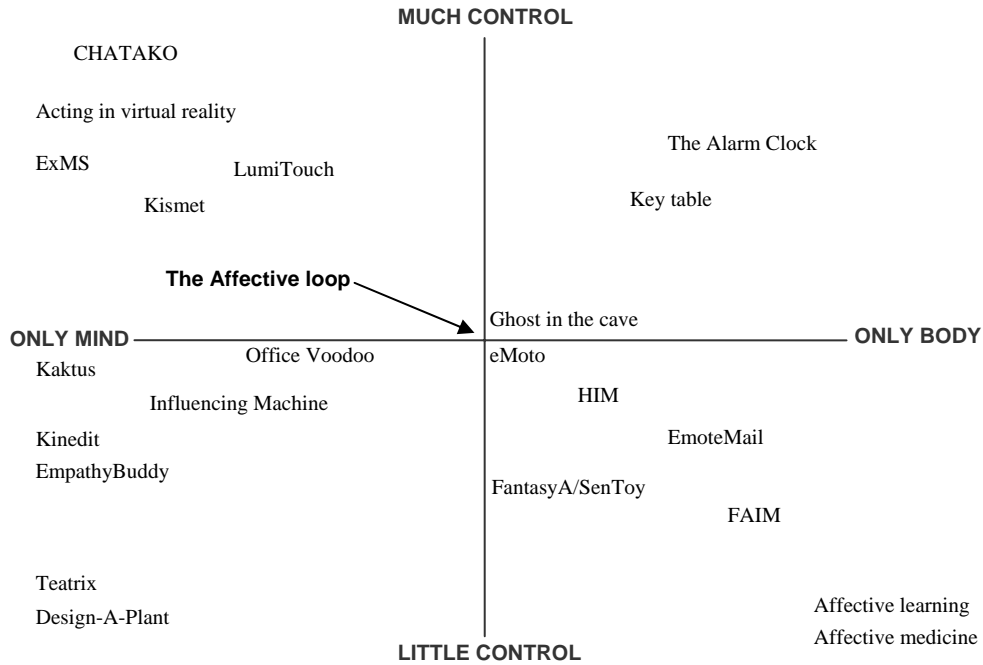 MUCH CONTROL
CHATAKO
Acting in virtual reality
The Alarm Clock
ExMS
LumiTouch
Kismet
Key table
The Affective loop
Ghost in the cave
ONLY MIND
ONLY BODY
Office Voodoo
eMoto
Kaktus
HIM
Influencing Machine
Kinedit
EmoteMail
EmpathyBuddy
FantasyA/SenToy
FAIM
Teatrix
Affective learning
Design-A-Plant
Affective medicine
LITTLE CONTROL